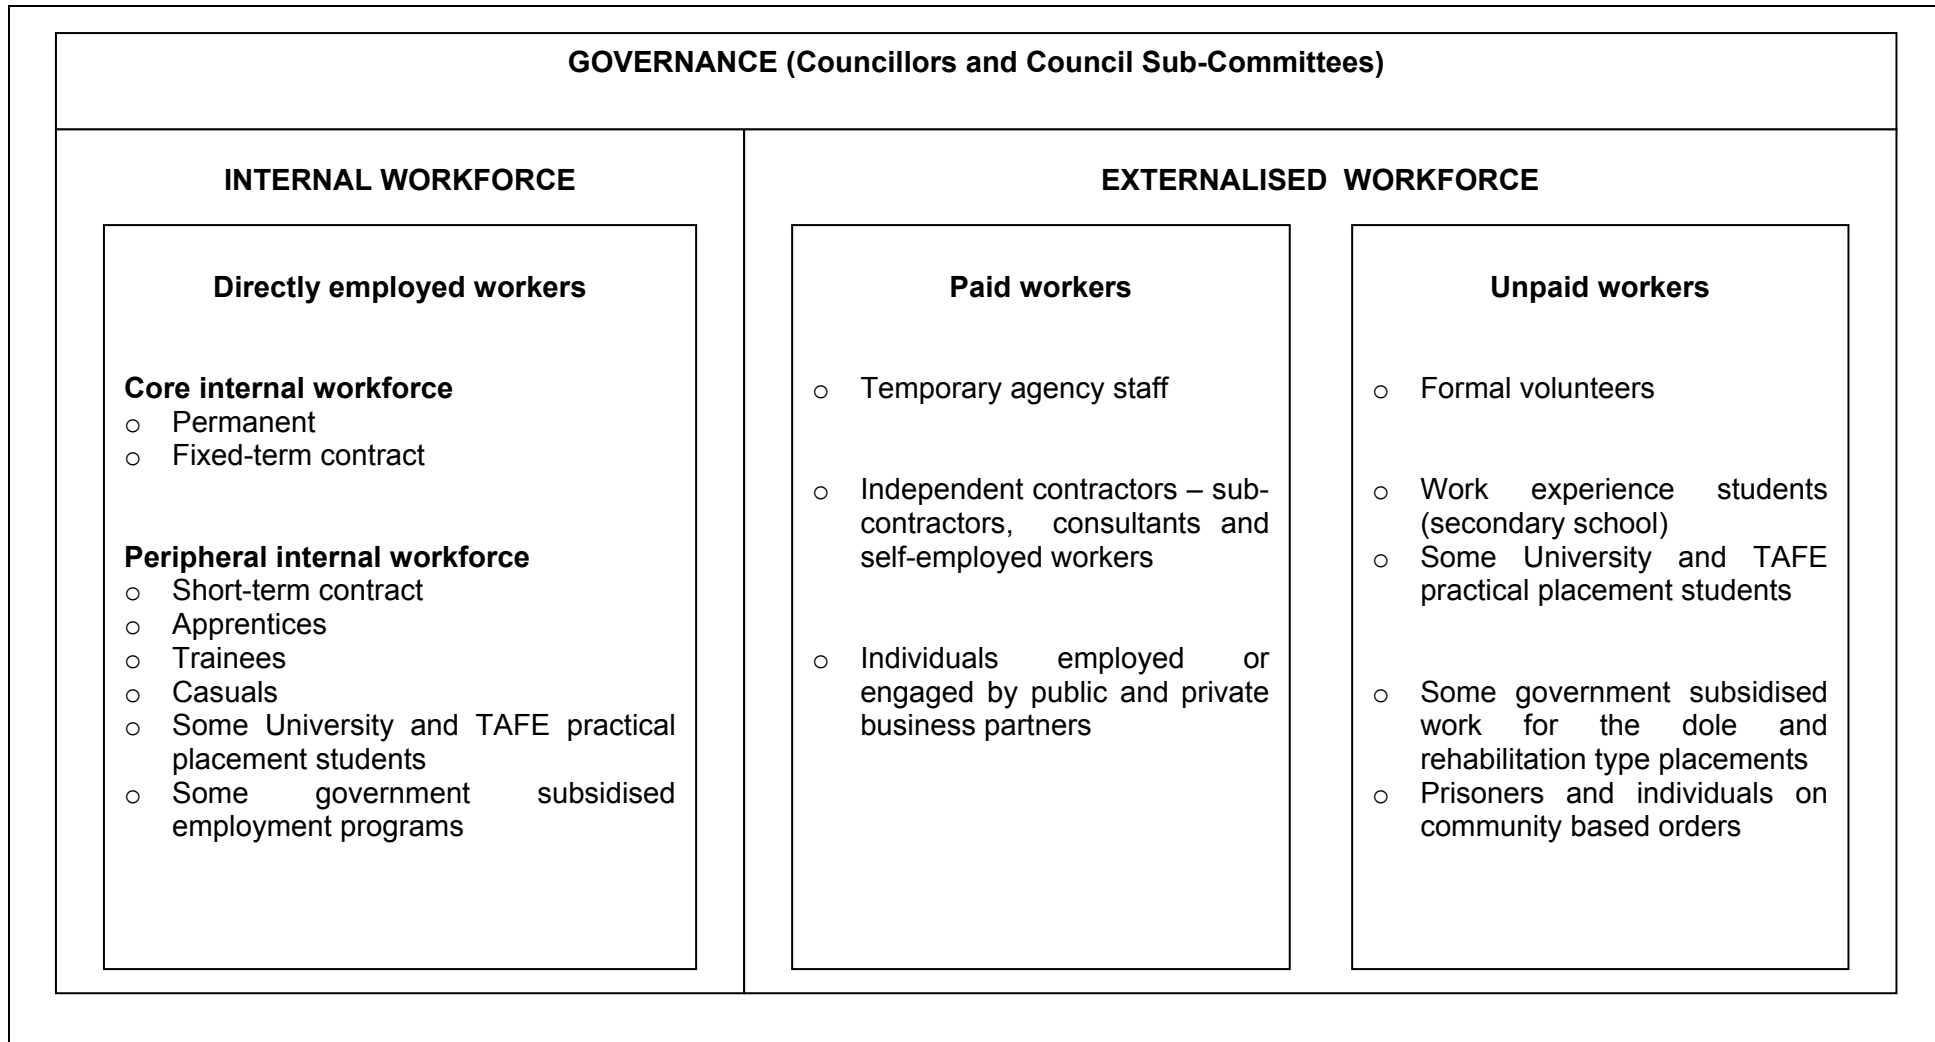 GOVERNANCE (Councillors and Council Sub-Committees)
INTERNAL WORKFORCE
Directly employed workers
Core internal workforce
o Permanent
o Fixed-term contract
Peripheral internal workforce
o Short-term contract
o Apprentices
o Trainees
o Casuals
o Some University and TAFE practical
placement students
o Some government subsidised
employment programs
EXTERNALISED WORKFORCE
Paid workers
o Temporary agency staff
o Independent contractors – sub-
contractors, consultants and
self-employed workers
o Individuals employed or
engaged by public and private
business partners
Unpaid workers
o Formal volunteers
o Work experience students
(secondary school)
o Some University and TAFE
practical placement students
o Some government subsidised
work for the dole and
rehabilitation type placements
o Prisoners and individuals on
community based orders